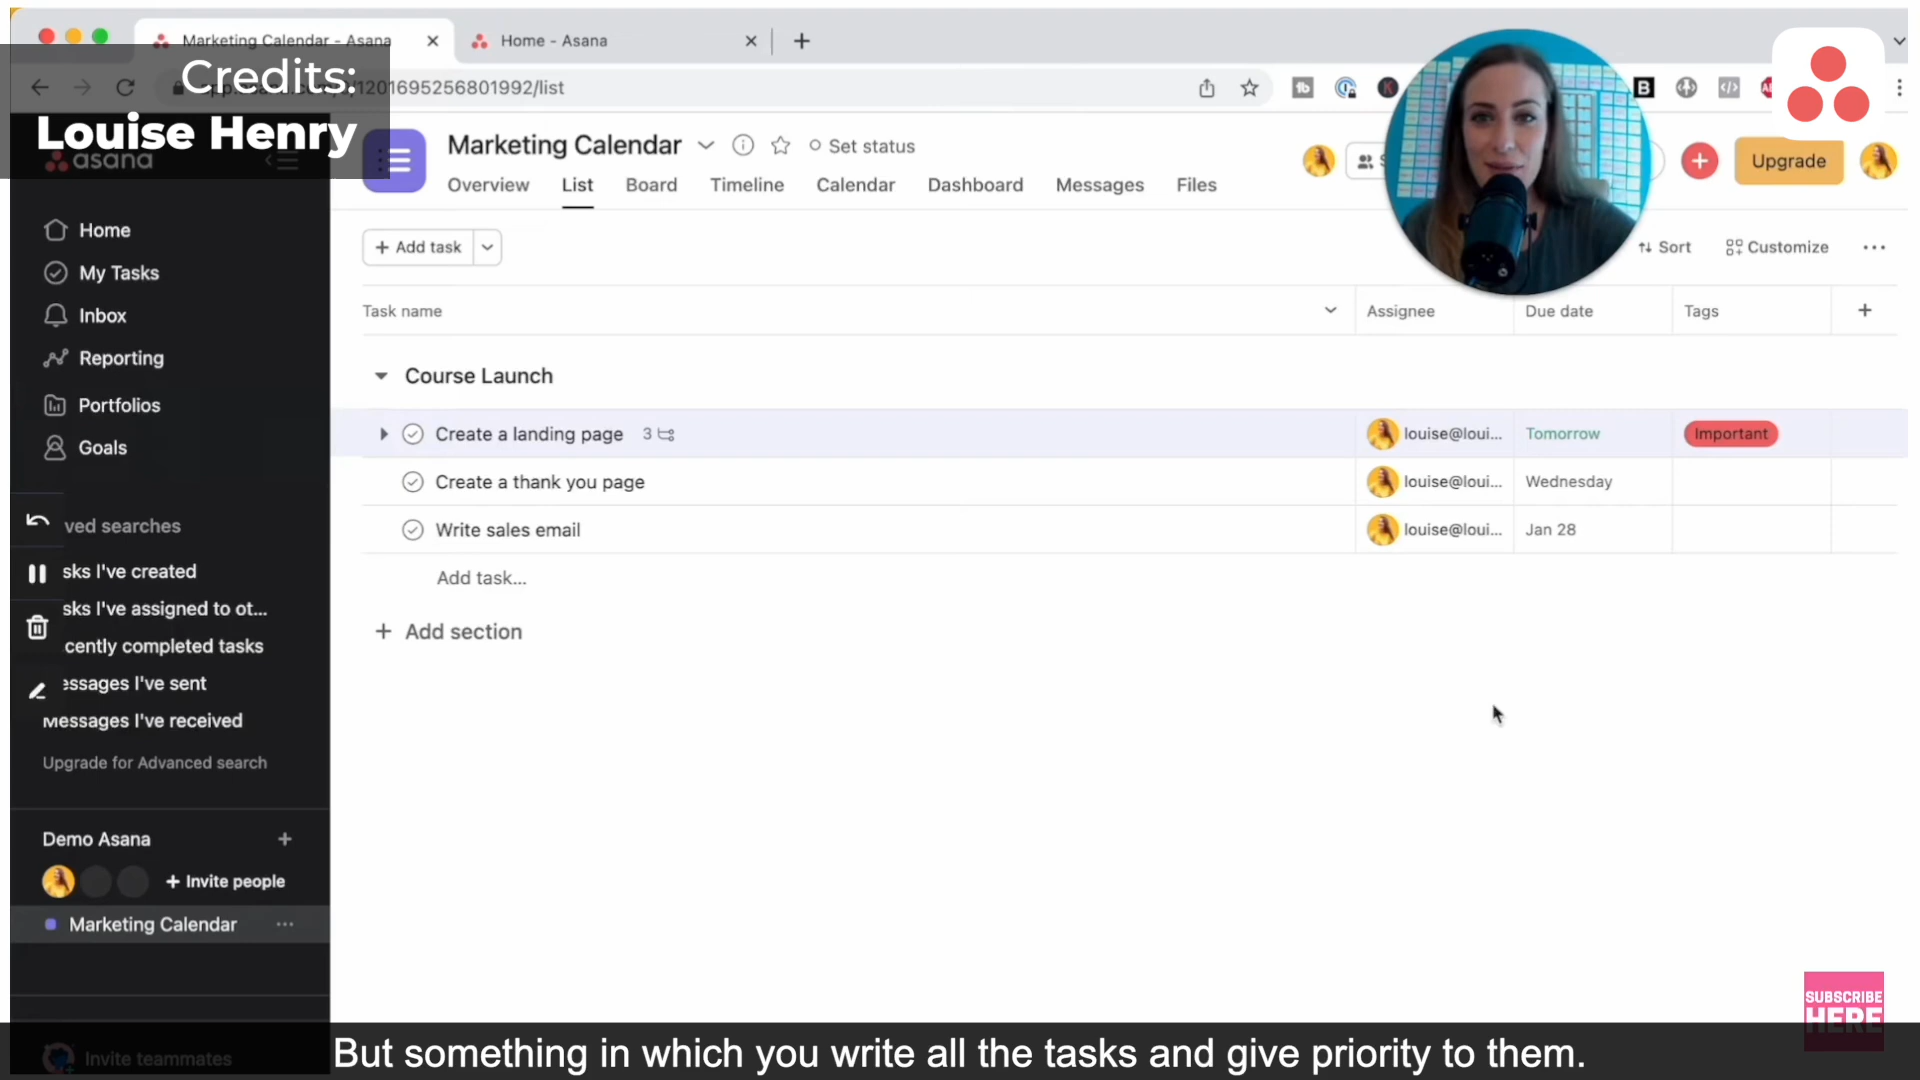 Marketing Calendar - Asana
Home - Asana
Credits:
Louise Henry
1201695256801992/list
asana
Marketing Calendar
Set status
Upgrade
Overview
List
Board
Timeline
Calendar
Dashboard
Messages
Files
Home
My Tasks
Inbox
Reporting
Portfolios
Goals
ved searches
sks I've created
sks I've assigned to ot...
cently completed tasks
essages I've sent
Messages I've received
Upgrade for Advanced search
Demo Asana
+ Invite people
Marketing Calendar
Invite teammates
+ Add task
Sort
Customize
Task name
Assignee
Due date
Tags
Course Launch
Create a landing page 3
louise@loui...
Tomorrow
Important
Create a thank you page
louise@loui...
Wednesday
Write sales email
louise@loui...
Jan 28
Add task...
+ Add section
SUBSCRIBE
HERE
But something in which you write all the tasks and give priority to them.